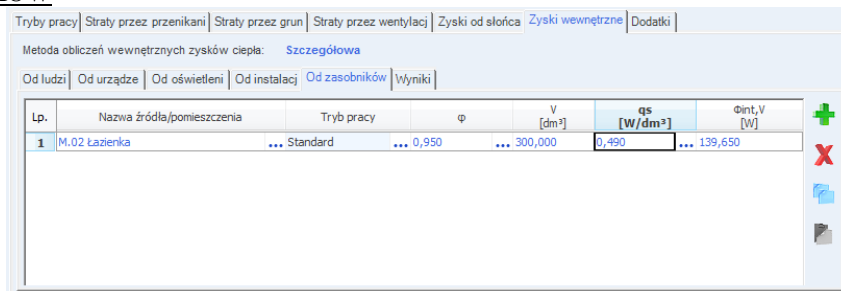 Tryby pracy Straty przez przenikani Straty przez grun Straty przez wentylacj Zyski od słońca Zyski wewnętrzne Dodatki
Metoda obliczeń wewnętrznych zysków ciepła: Szczegółowa
Od ludzi Od urządze Od oświetleni Od instalacj Od zasobników Wyniki
Lp. Nazwa źródła/pomieszczenia Tryb pracy φ V [dm³] qs [W/dm³] Φint,V [W]
1 M.02 Łazienka ... Standard ... 0,950 ... 300,000 0,490 ... 139,650